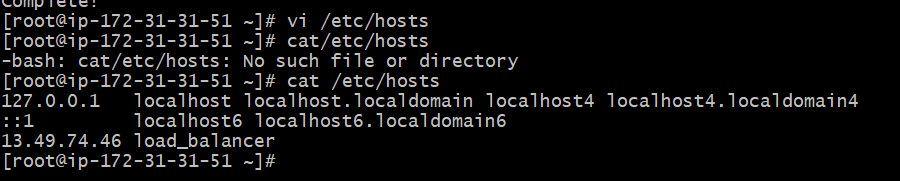 Complete!
[root@ip-172-31-31-51 ~]# vi /etc/hosts
[root@ip-172-31-31-51 ~]# cat/etc/hosts
-bash: cat/etc/hosts: No such file or directory
[root@ip-172-31-31-51 ~]# cat /etc/hosts
127.0.0.1   localhost localhost.localdomain localhost4 localhost4.localdomain4
::1         localhost6 localhost6.localdomain6
13.49.74.46 load_balancer
[root@ip-172-31-31-51 ~]#